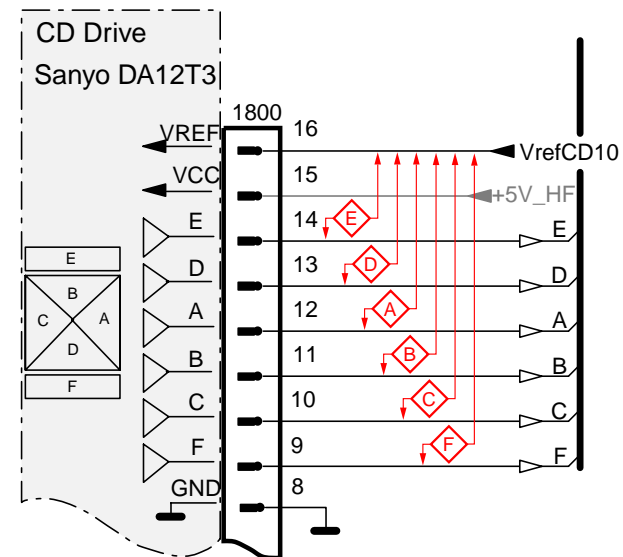 CD Drive
Sanyo DA12T3
1800
VREF 16 VrefCD10
VCC 15 +5V_HF
E 14 E E
D 13 D D
A 12 A A
B 11 B B
C 10 C C
F 9 F F
GND 8
E
B
C A
D
F